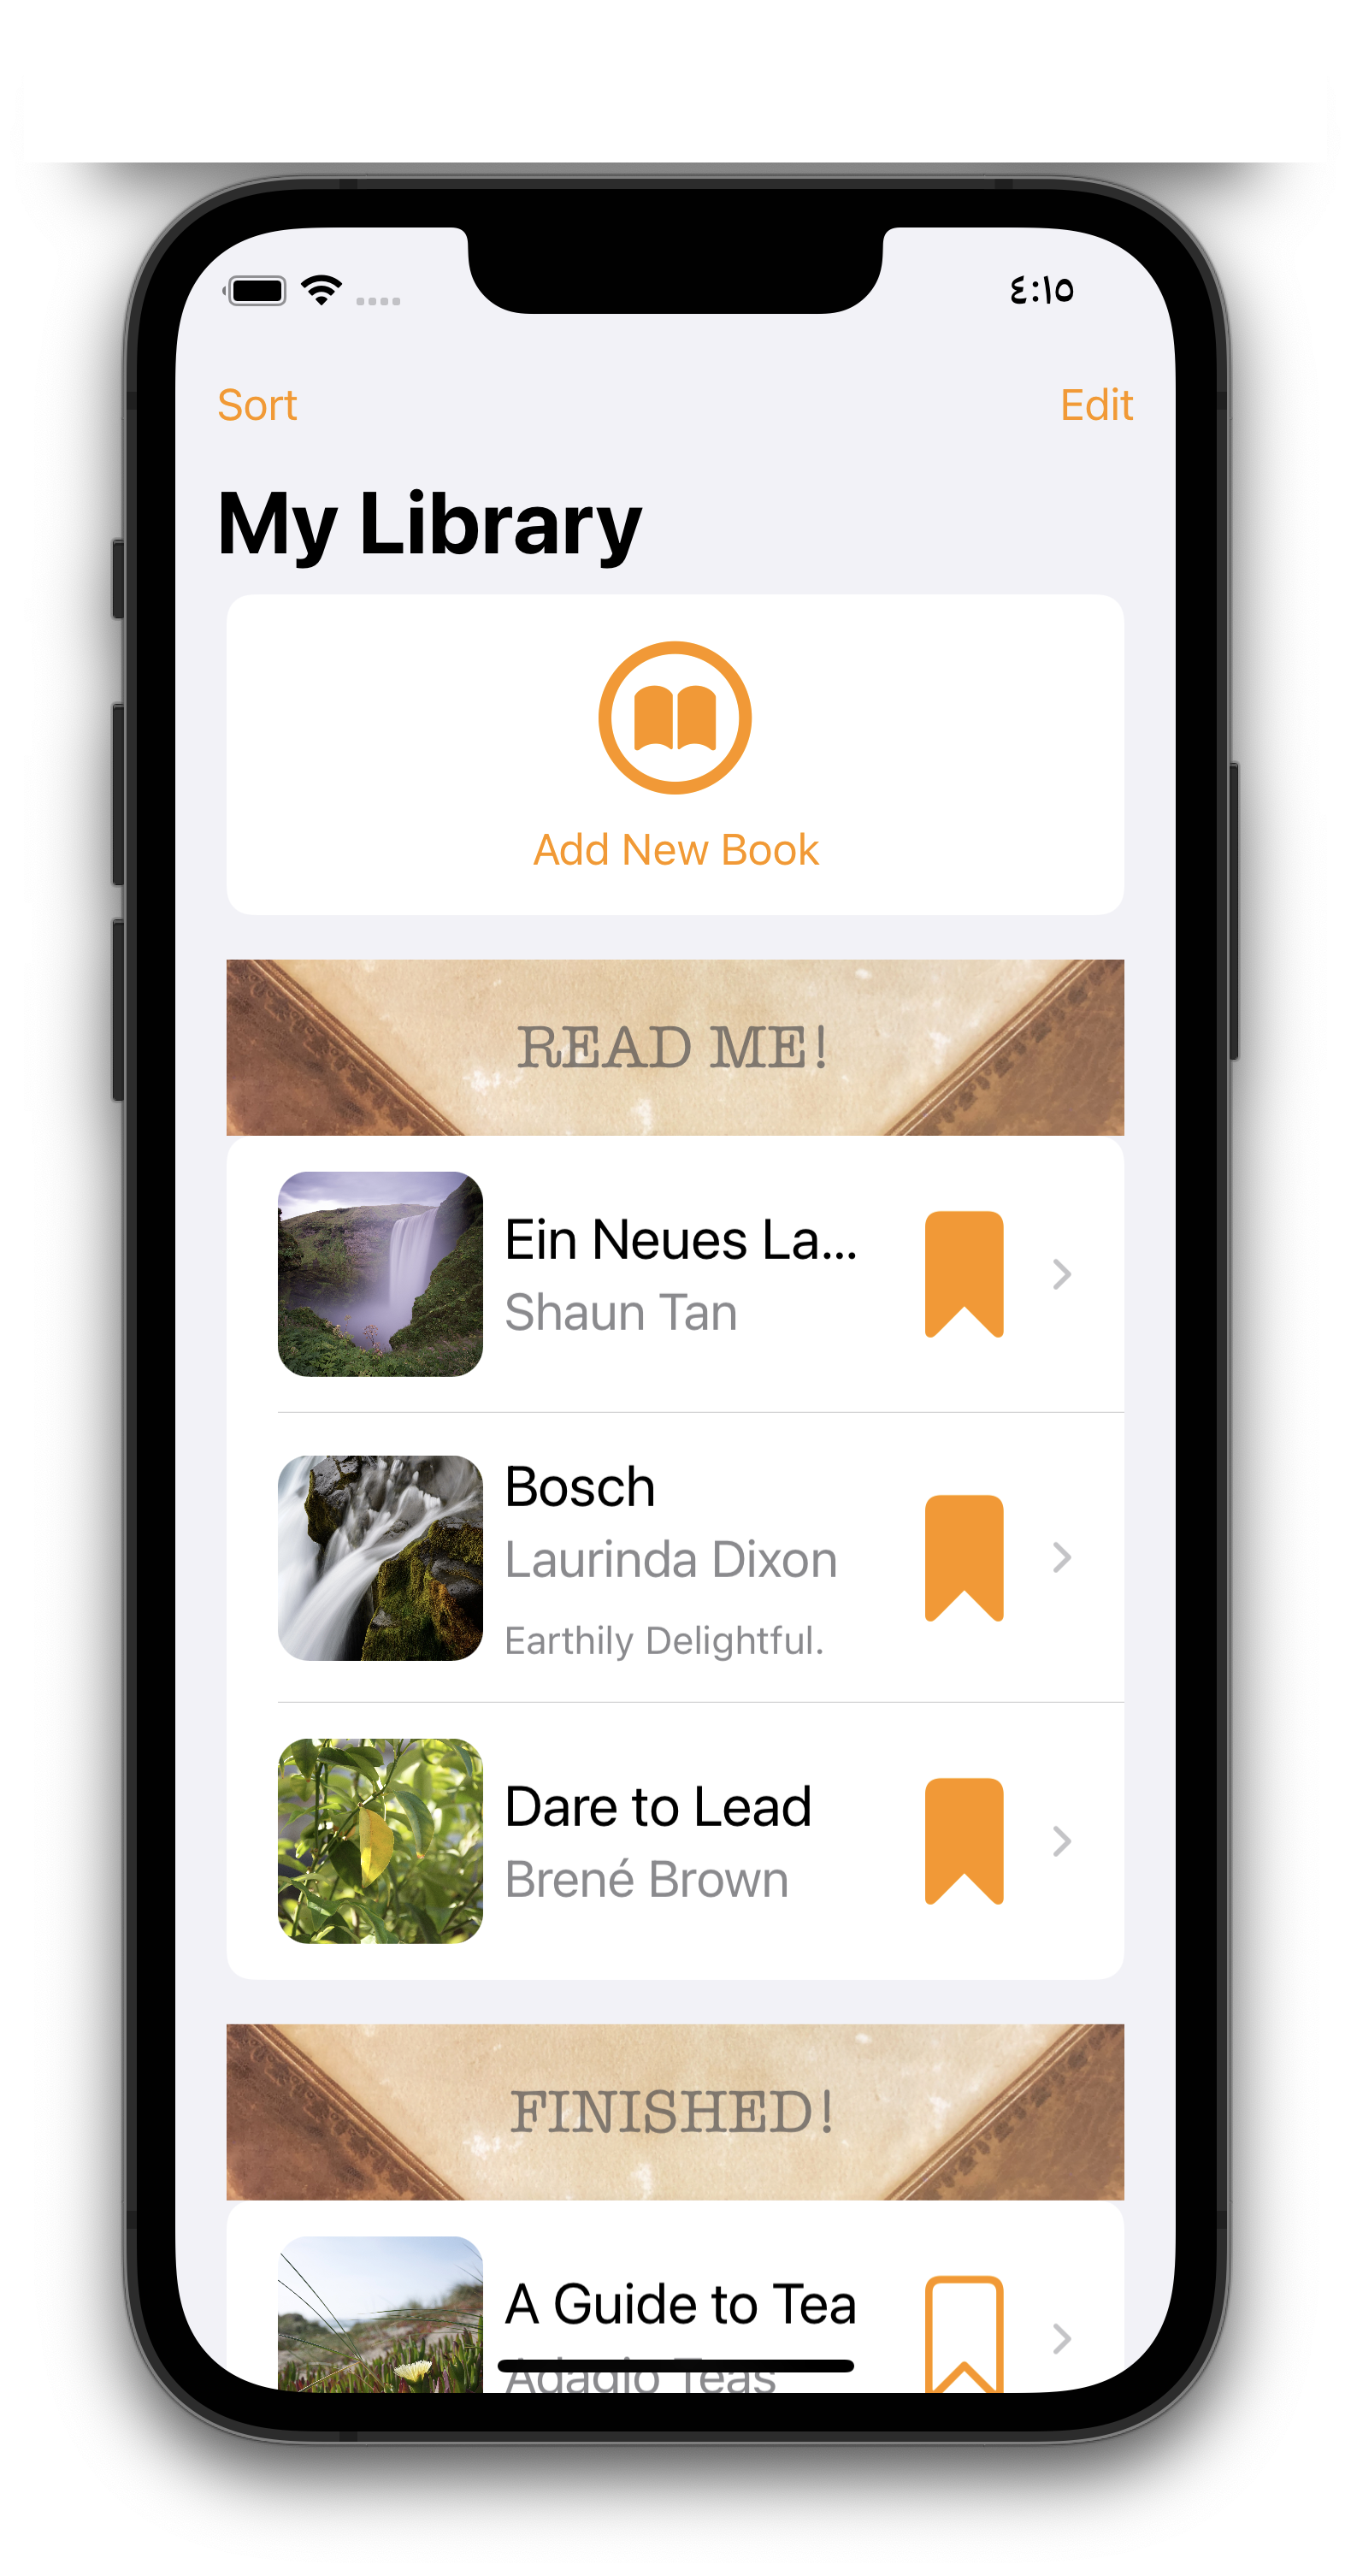 ٤:١٥
Sort
Edit
My Library
Add New Book
READ ME!
Ein Neues La...
Shaun Tan
Bosch
Laurinda Dixon
Earthily Delightful.
Dare to Lead
Brené Brown
FINISHED!
A Guide to Tea
Adagio Teas